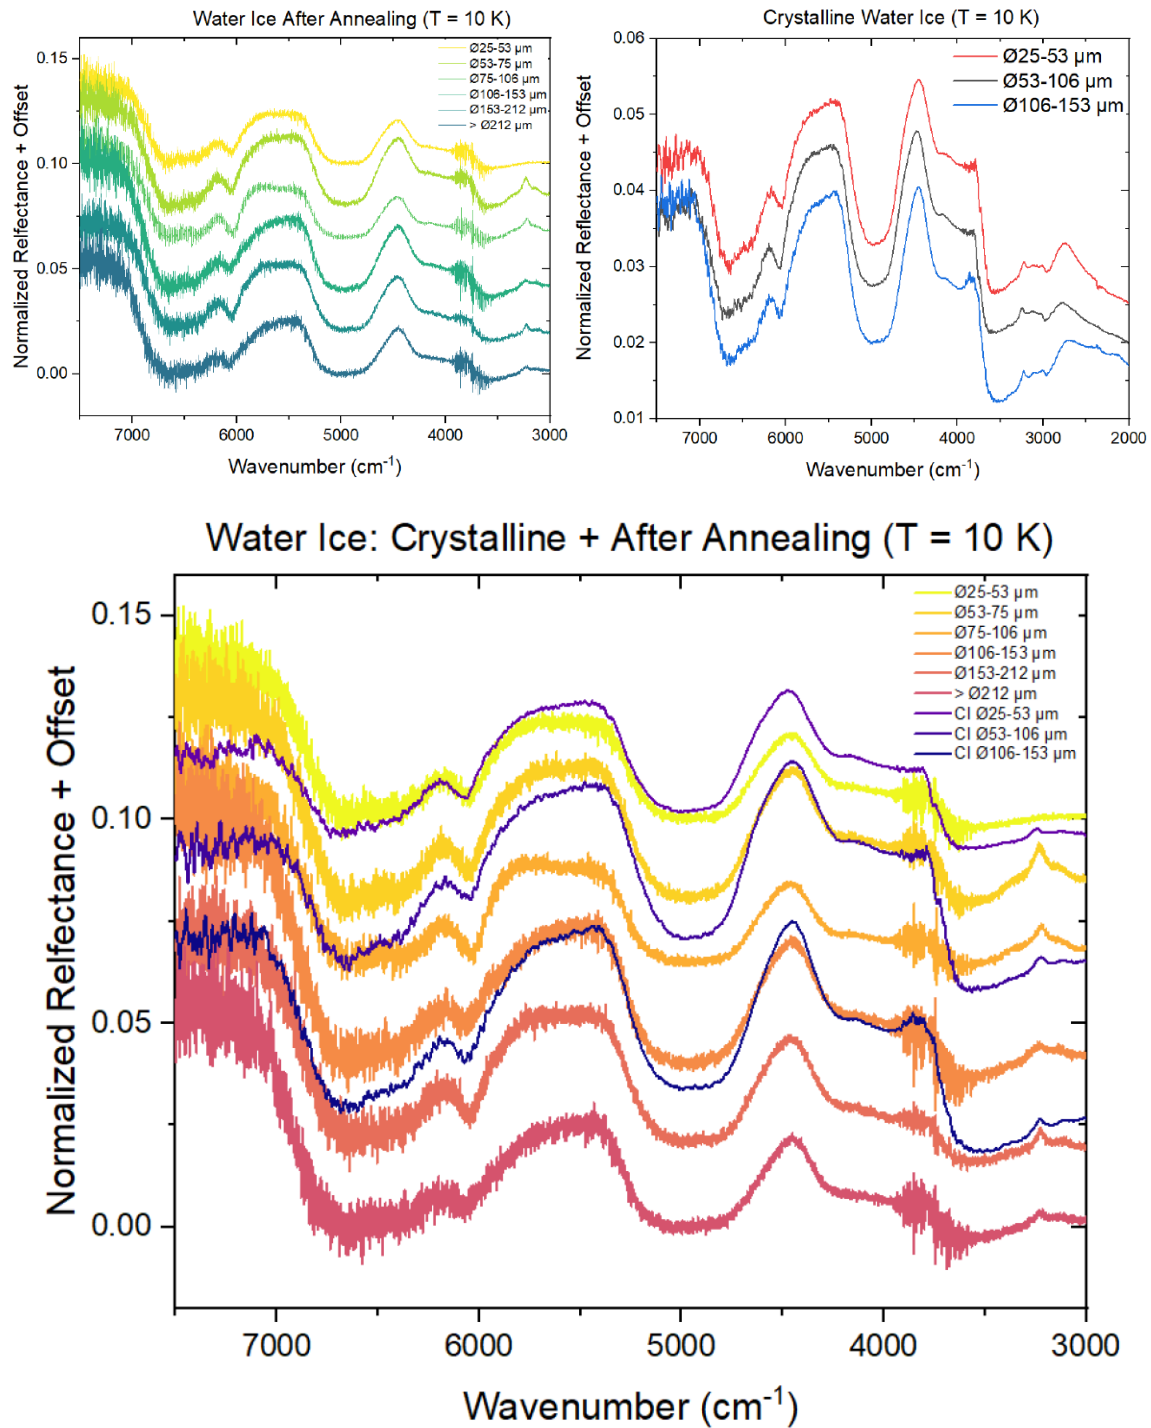 Water Ice After Annealing (T = 10 K)
Normalized Relfectance + Offset
0.15
0.10
0.05
0.00
Ø25-53 µm
Ø53-75 µm
Ø75-106 µm
Ø106-153 µm
Ø153-212 µm
> Ø212 µm
7000 6000 5000 4000 3000
Wavenumber (cm⁻¹)
Crystalline Water Ice (T = 10 K)
Normalized Reflectance + Offset
0.06
0.05
0.04
0.03
0.02
0.01
Ø25-53 µm
Ø53-106 µm
Ø106-153 µm
7000 6000 5000 4000 3000 2000
Wavenumber (cm⁻¹)
Water Ice: Crystalline + After Annealing (T = 10 K)
Normalized Relfectance + Offset
0.15
0.10
0.05
0.00
Ø25-53 µm
Ø53-75 µm
Ø75-106 µm
Ø106-153 µm
Ø153-212 µm
> Ø212 µm
CI Ø25-53 µm
CI Ø53-106 µm
CI Ø106-153 µm
7000 6000 5000 4000 3000
Wavenumber (cm⁻¹)